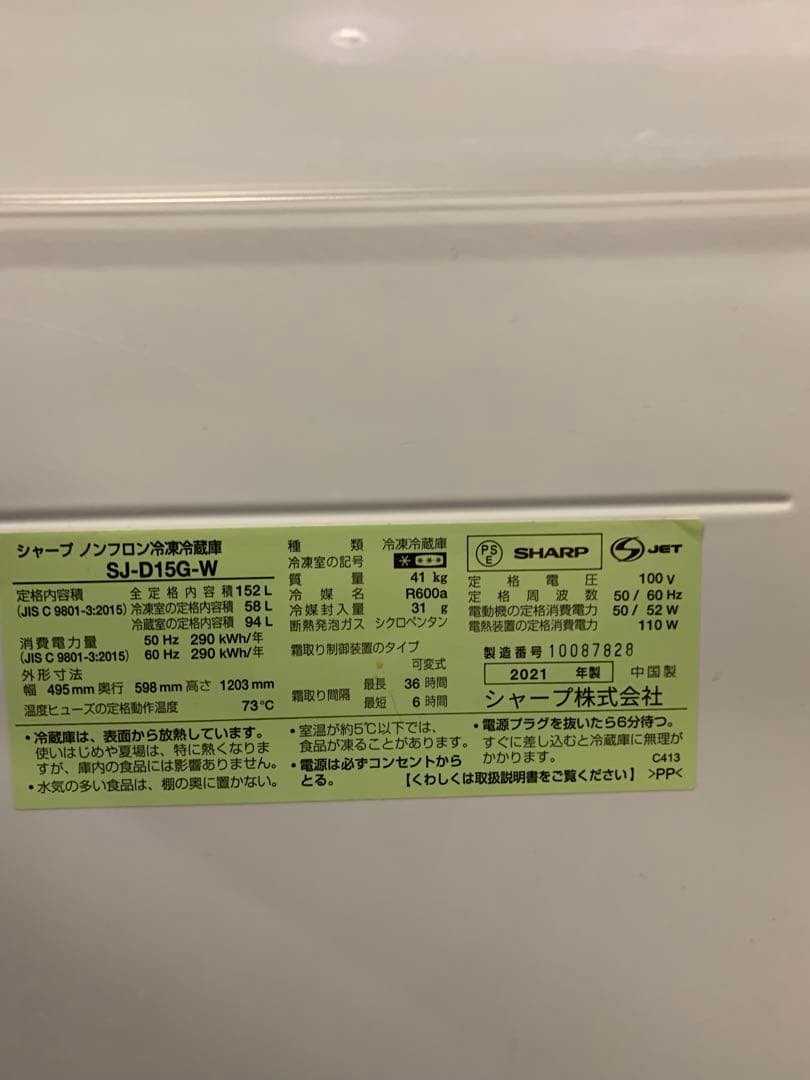 シャープ ノンフロン冷凍冷蔵庫
SJ-D15G-W
定格内容積 全定格内容積 152 L
(JIS C 9801-3:2015) 冷凍室の定格内容積 58 L
冷蔵室の定格内容積 94 L
消費電力量 50 Hz 290 kWh/年
(JIS C 9801-3:2015) 60 Hz 290 kWh/年
外形寸法
幅 495 mm 奥行 598 mm 高さ 1203 mm
温度ヒューズの定格動作温度 73℃
種類 冷凍冷蔵庫
冷凍室の記号 * ***
質量 41 kg
冷媒名 R600a
冷媒封入量 31 g
断熱発泡ガス シクロペンタン
霜取り制御装置のタイプ
可変式
霜取り間隔 最長 36 時間
最短 6 時間
PSE SHARP JET
定格電圧 100 V
定格周波数 50 / 60 Hz
電動機の定格消費電力 50 / 52 W
電熱装置の定格消費電力 110 W
製造番号 10087828
2021 年製 中国製
シャープ株式会社
・冷蔵庫は、表面から放熱しています。
使いはじめや夏場は、特に熱くなりま
すが、庫内の食品には影響ありません。
・水気の多い食品は、棚の奥に置かない。
・室温が約5℃以下では、
食品が凍ることがあります。
・電源は必ずコンセントから
とる。
・電源プラグを抜いたら6分待つ。
すぐに差し込むと冷蔵庫に無理が
かかります。
C413
【くわしくは取扱説明書をご覧ください】 >PP<